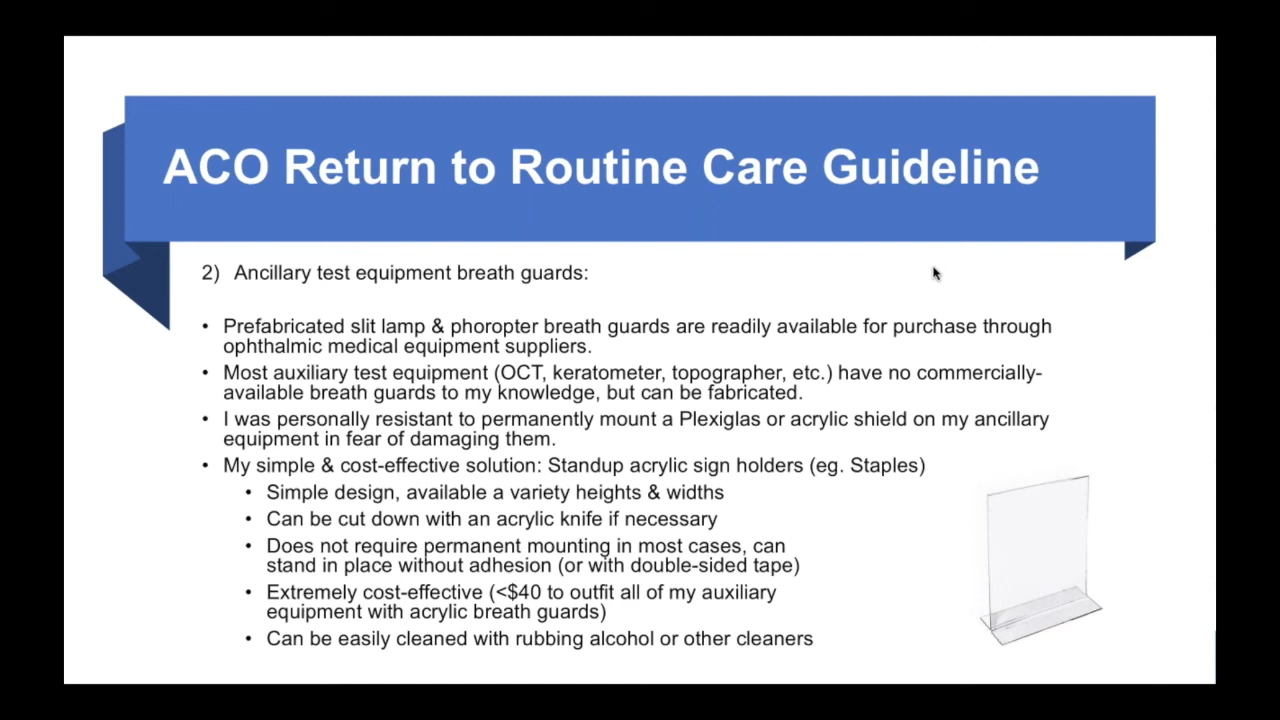 ACO Return to Routine Care Guideline
2) Ancillary test equipment breath guards:
• Prefabricated slit lamp & phoropter breath guards are readily available for purchase through
ophthalmic medical equipment suppliers.
• Most auxiliary test equipment (OCT, keratometer, topographer, etc.) have no commercially-
available breath guards to my knowledge, but can be fabricated.
• I was personally resistant to permanently mount a Plexiglas or acrylic shield on my ancillary
equipment in fear of damaging them.
• My simple & cost-effective solution: Standup acrylic sign holders (eg. Staples)
• Simple design, available a variety heights & widths
• Can be cut down with an acrylic knife if necessary
• Does not require permanent mounting in most cases, can
stand in place without adhesion (or with double-sided tape)
• Extremely cost-effective (<$40 to outfit all of my auxiliary
equipment with acrylic breath guards)
• Can be easily cleaned with rubbing alcohol or other cleaners